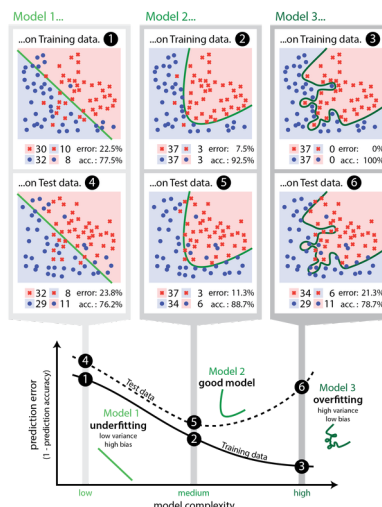 Model 1...
Model 2...
Model 3...
...on Training data. 1
...on Training data. 2
...on Training data. 3
30 10 error: 22.5%
32 8 acc.: 77.5%
37 3 error: 7.5%
37 3 acc.: 92.5%
37 0 error: 0%
37 0 acc.: 100%
...on Test data. 4
...on Test data. 5
...on Test data. 6
32 8 error: 23.8%
29 11 acc.: 76.2%
37 3 error: 11.3%
34 6 acc.: 88.7%
34 6 error: 21.3%
29 11 acc.: 78.7%
prediction error
(1 - prediction accuracy)
4
1
Test data
Model 1
underfitting
low variance
high bias
Model 2
good model
5
2
Training data
6
Model 3
overfitting
high variance
low bias
3
low
medium
high
model complexity